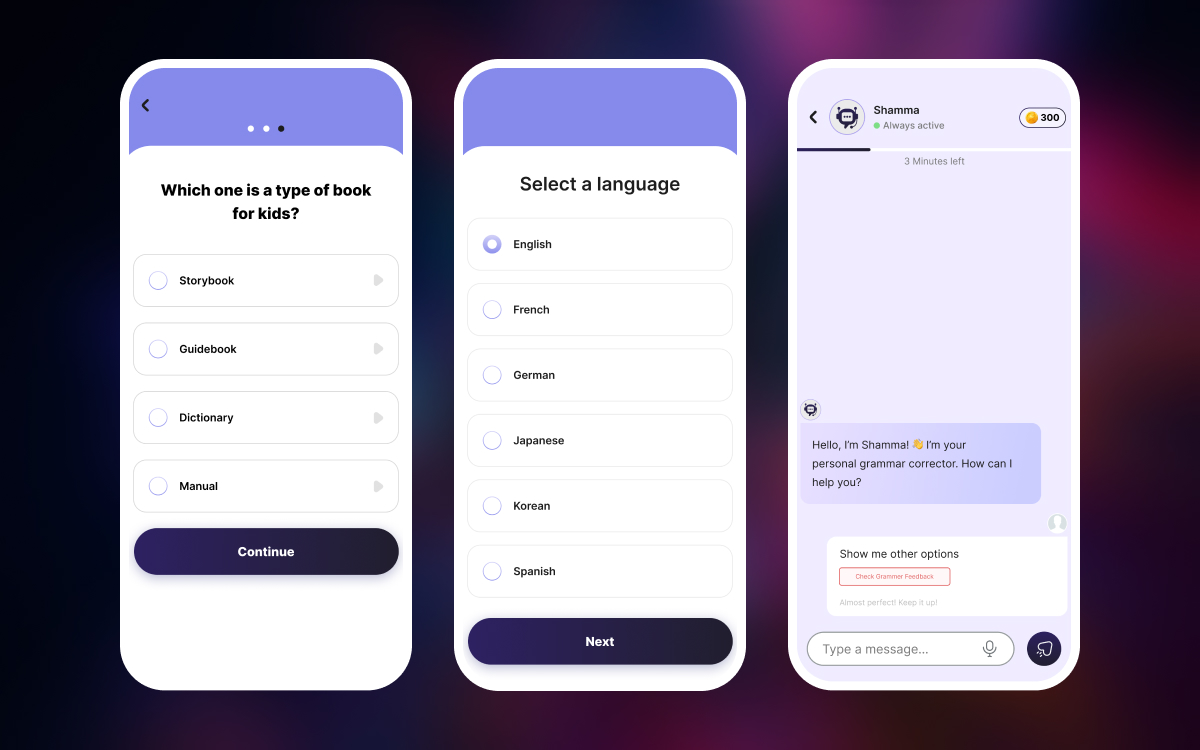 Which one is a type of book
for kids?
Storybook
Guidebook
Dictionary
Manual
Continue
Select a language
English
French
German
Japanese
Korean
Spanish
Next
Shamma
Always active
300
3 Minutes left
Hello, I’m Shamma! 👋 I’m your
personal grammar corrector. How can I
help you?
Show me other options
Check Grammer Feedback
Almost perfect! Keep it up!
Type a message...